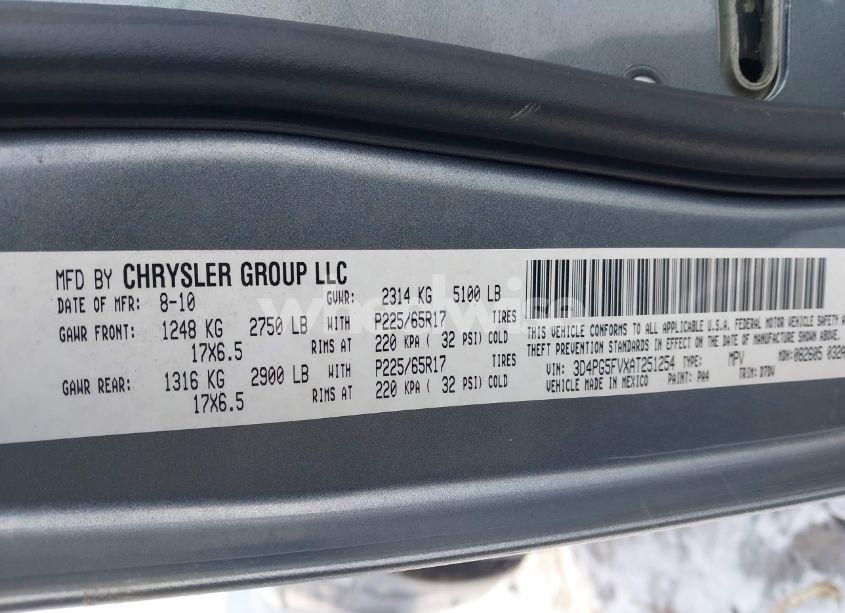 MFD BY CHRYSLER GROUP LLC
DATE OF MFR: 8-10 GVWR: 2314 KG 5100 LB
GAWR FRONT: 1248 KG 2750 LB WITH P225/65R17 TIRES
17X6.5 RIMS AT 220 KPA ( 32 PSI) COLD
GAWR REAR: 1316 KG 2900 LB WITH P225/65R17 TIRES
17X6.5 RIMS AT 220 KPA ( 32 PSI) COLD
THIS VEHICLE CONFORMS TO ALL APPLICABLE U.S.A. FEDERAL MOTOR VEHICLE SAFETY
THEFT PREVENTION STANDARDS IN EFFECT ON THE DATE OF MANUFACTURE SHOWN ABOVE.
VIN: 3D4PG5FVXAT251254 TYPE: MPV MDH: 082605
VEHICLE MADE IN MEXICO PAINT: PA4 TRIM: D7DV